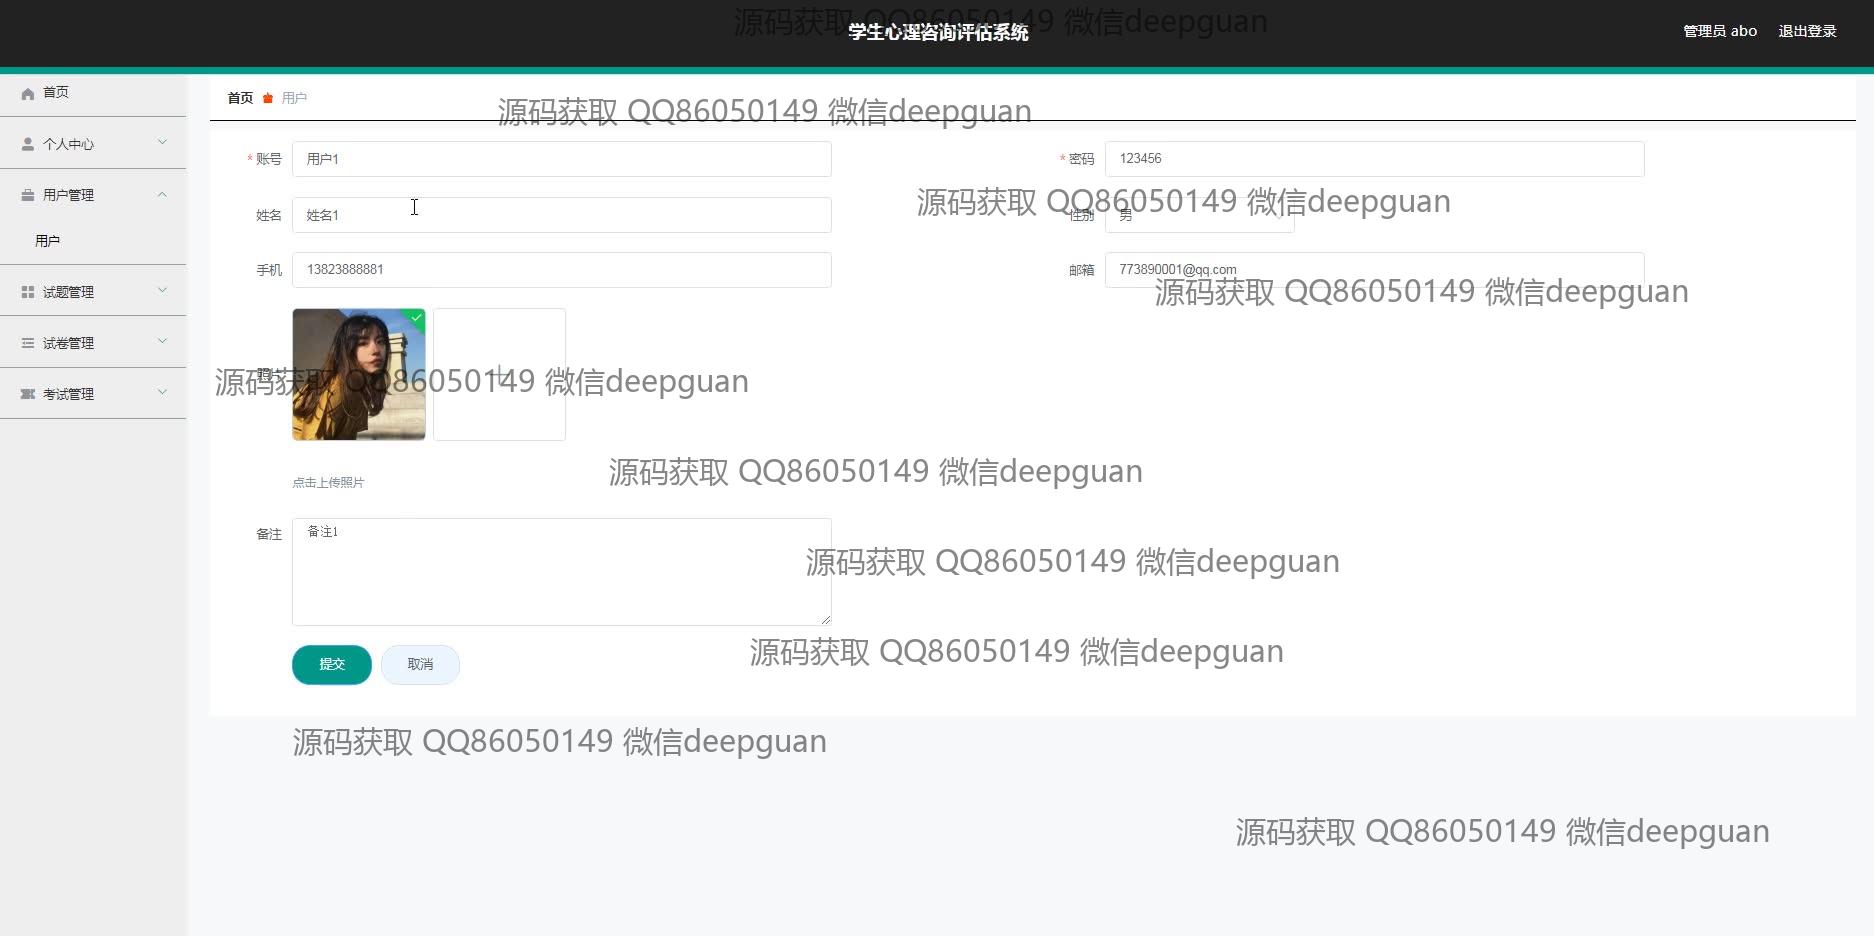 源码获取 QQ86050149 微信deepguan
学生心理咨询评估系统
管理员 abo 退出登录
首页
个人中心
用户管理
用户
试题管理
试卷管理
考试管理
首页 用户
源码获取 QQ86050149 微信deepguan
* 账号 用户1
* 密码 123456
源码获取 QQ86050149 微信deepguan
姓名 姓名1
性别 男
手机 13823888881
邮箱 773890001@qq.com
源码获取 QQ86050149 微信deepguan
照片
源码获取 QQ86050149 微信deepguan
源码获取 QQ86050149 微信deepguan
点击上传照片
备注 备注1
源码获取 QQ86050149 微信deepguan
源码获取 QQ86050149 微信deepguan
提交 取消
源码获取 QQ86050149 微信deepguan
源码获取 QQ86050149 微信deepguan